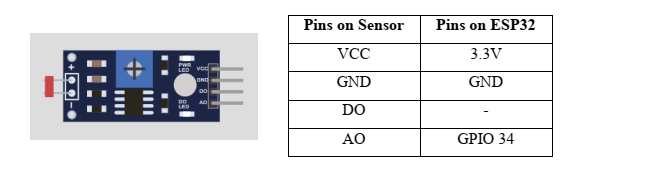 +
PWR
LED
VCC
GND
DO
AO
DO
LED
-
Pins on Sensor Pins on ESP32
VCC 3.3V
GND GND
DO -
AO GPIO 34